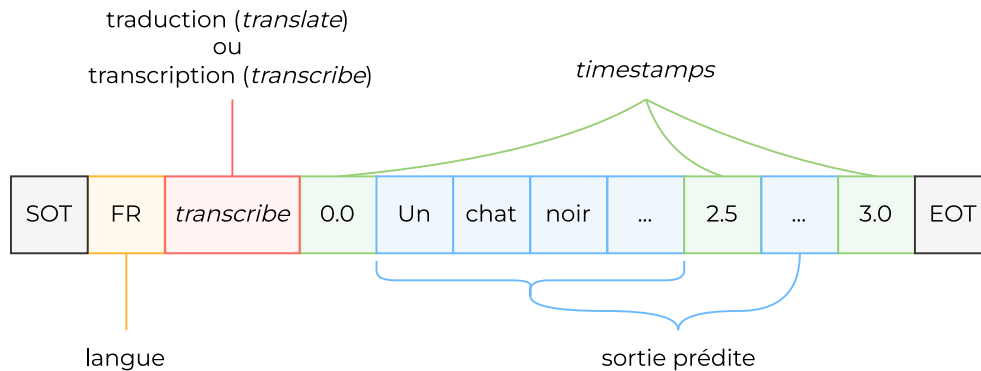 traduction (translate)
ou
transcription (transcribe)
timestamps
SOT FR transcribe 0.0 Un chat noir ... 2.5 ... 3.0 EOT
langue
sortie prédite